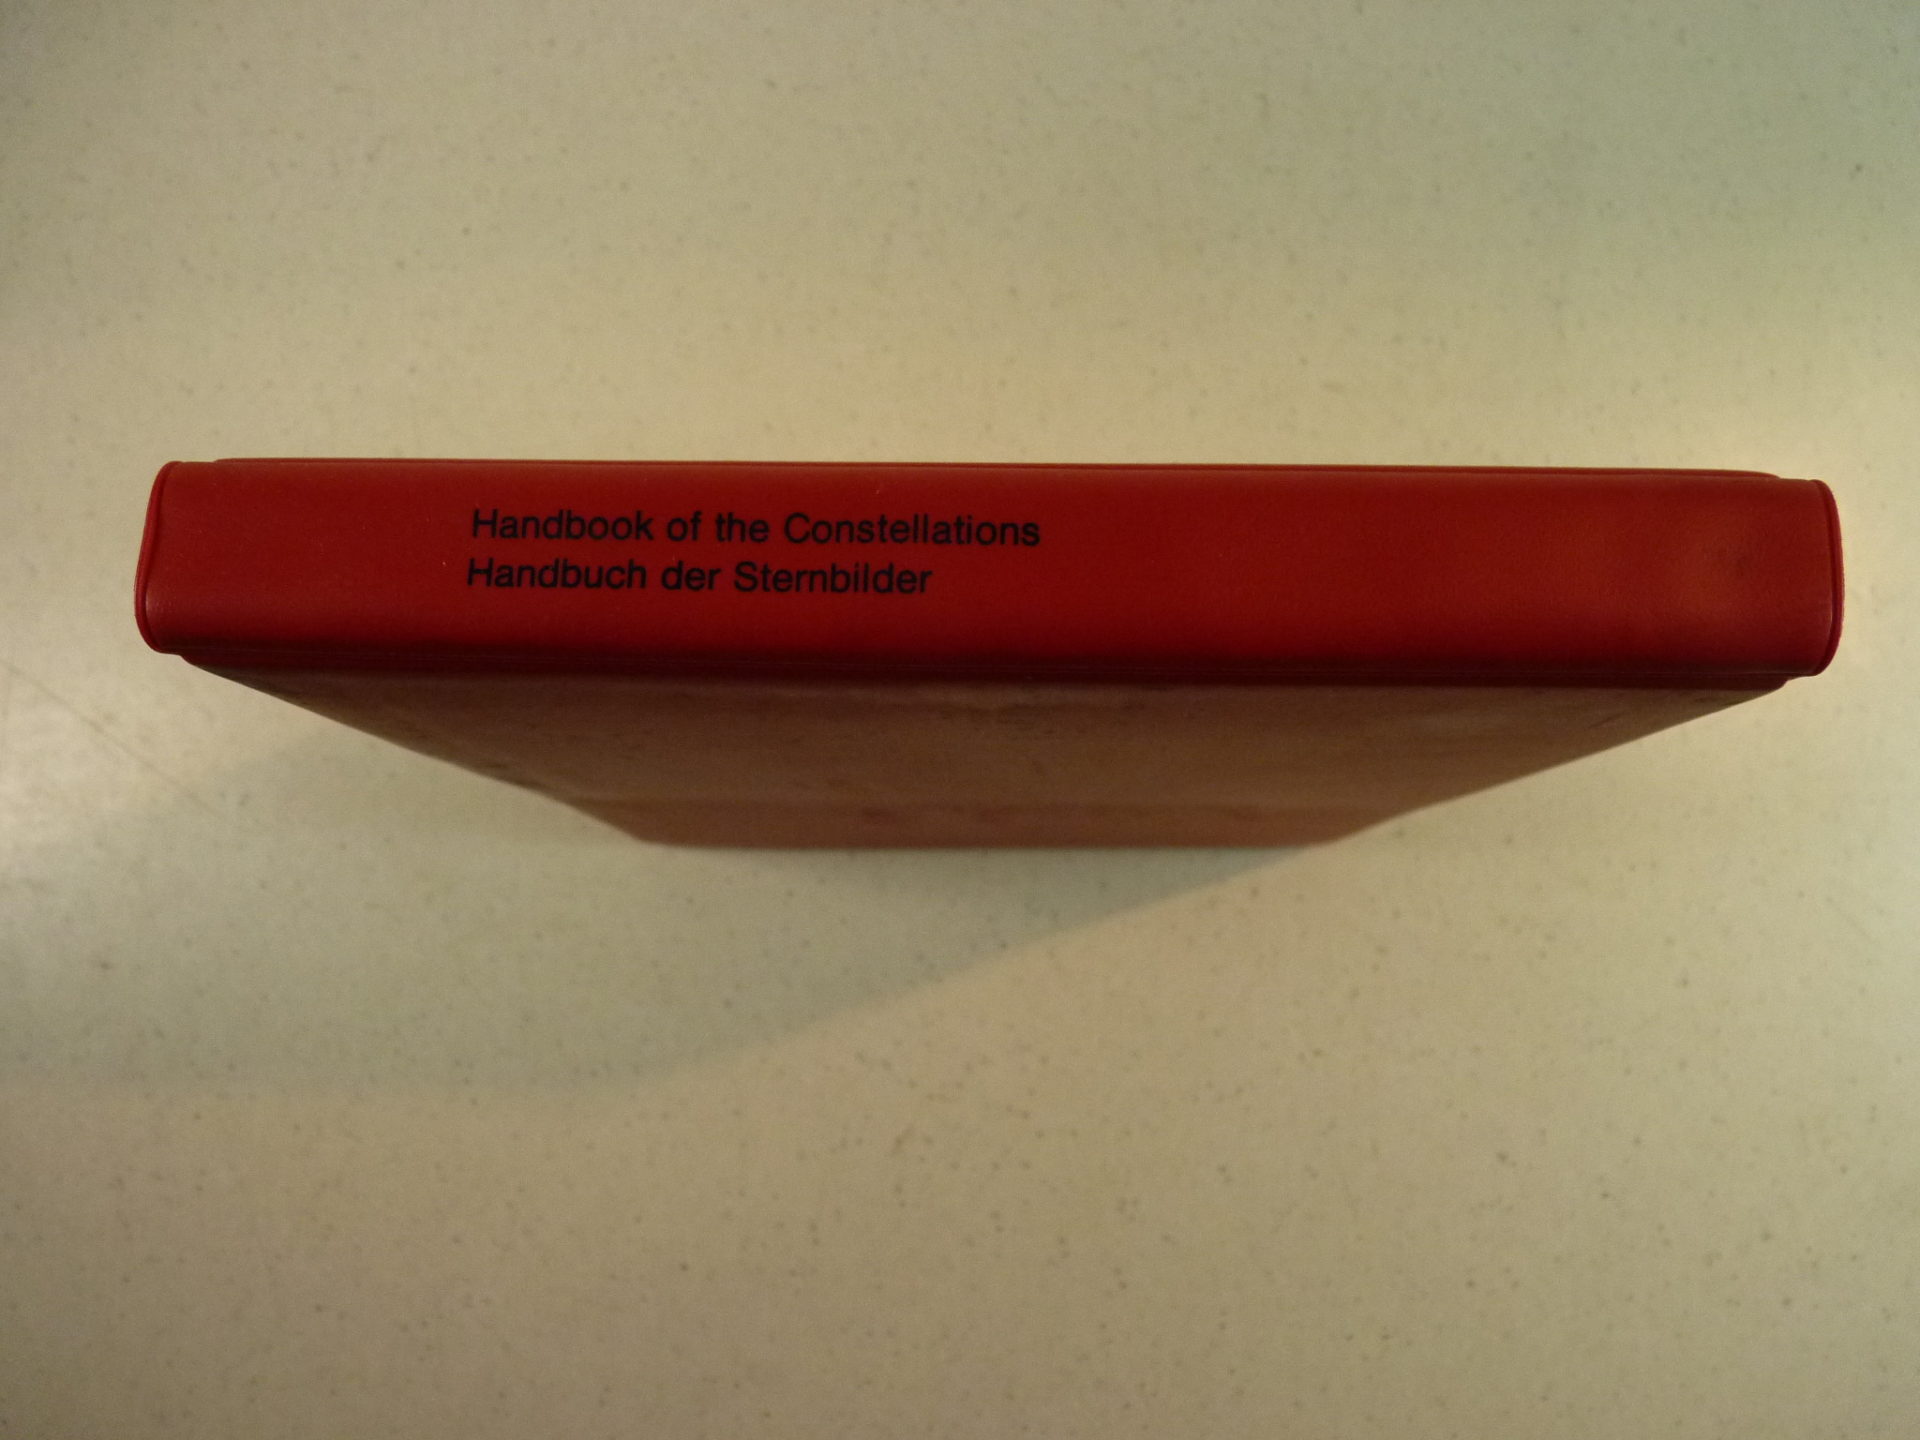 Handbook of the Constellations
Handbuch der Sternbilder